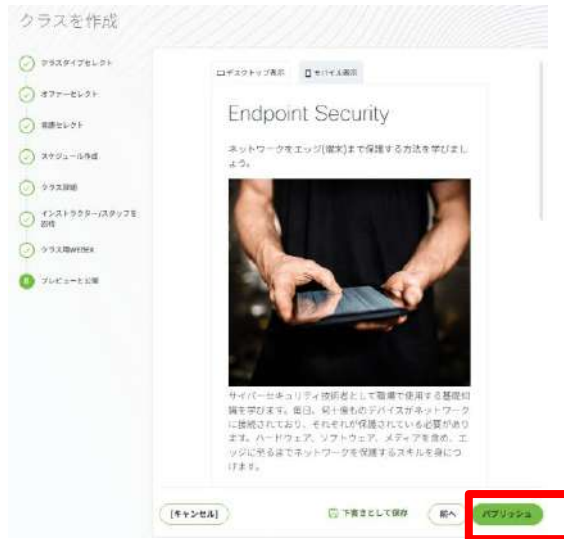 クラスを作成
クラスタイプセレクト
オファーセレクト
言語セレクト
スケジュール作成
クラス詳細
インストラクター/スタッフを
クラス用WEBEX
8 プレビューと公開
デスクトップ表示
モバイル表示
Endpoint Security
ネットワークをエッジ(端末)まで保護する方法を学びまし
ょう。
サイバーセキュリティ技術者として職場で使用する基礎知
識を学びます。毎日、何十億ものデバイスがネットワーク
に接続されており、それぞれが保護されている必要があり
ます。ハードウェア、ソフトウェア、メディアを含め、エ
ッジに至るまでネットワークを保護するスキルを身につ
けます。
[キャンセル]
下書きとして保存
前へ
パブリッシュ